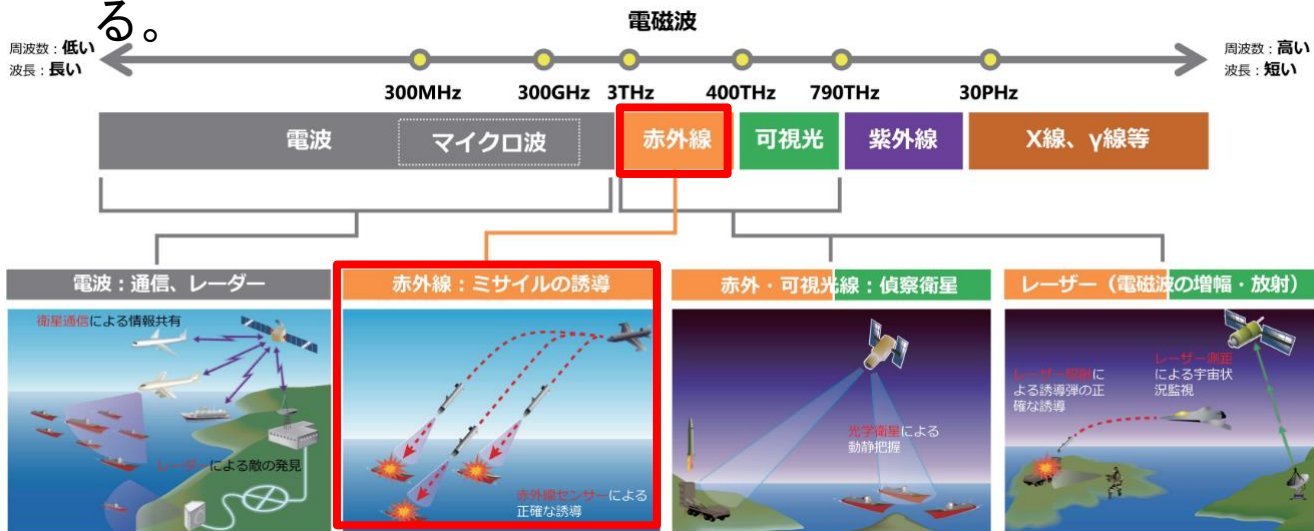 る。
電磁波
周波数：低い
波長：長い
周波数：高い
波長：短い
300MHz 300GHz 3THz 400THz 790THz 30PHz
電波 マイクロ波 赤外線 可視光 紫外線 X線、γ線等
電波：通信、レーダー
衛星通信による情報共有
レーダーによる敵の発見
赤外線：ミサイルの誘導
赤外線センサーによる
正確な誘導
赤外・可視光線：偵察衛星
光学衛星による
動静把握
レーザー（電磁波の増幅・放射）
レーザー照射に
よる誘導弾の正
確な誘導
レーザー測距
による宇宙状
況監視